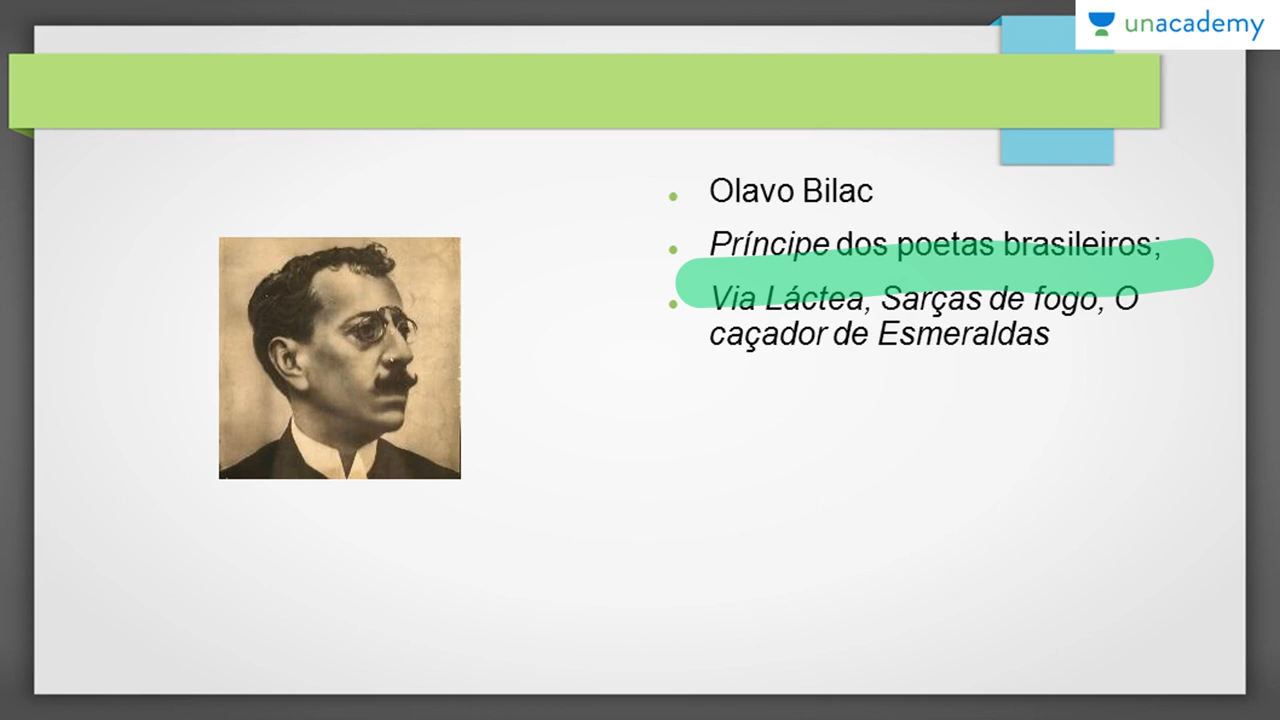 unacademy
Olavo Bilac
Príncipe dos poetas brasileiros;
Via Láctea, Sarças de fogo, O
caçador de Esmeraldas